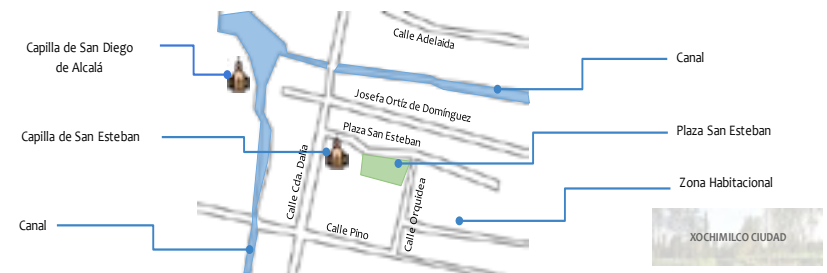 Capilla de San Diego
de Alcalá
Capilla de San Esteban
Canal
Calle Adelaida
Josefa Ortíz de Domínguez
Plaza San Esteban
Calle Cda. Dalia
Calle Orquidea
Calle Pino
Canal
Plaza San Esteban
Zona Habitacional
XOCHIMILCO CIUDAD